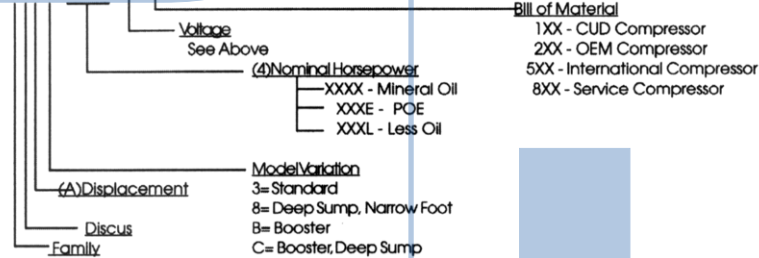 Bill of Material
1XX - CUD Compressor
2XX - OEM Compressor
5XX - International Compressor
8XX - Service Compressor
Voltage
See Above
(4)Nominal Horsepower
XXXX - Mineral Oil
XXXE - POE
XXXL - Less Oil
Model Variation
3= Standard
8= Deep Sump, Narrow Foot
B= Booster
C= Booster, Deep Sump
(A)Displacement
Discus
Family